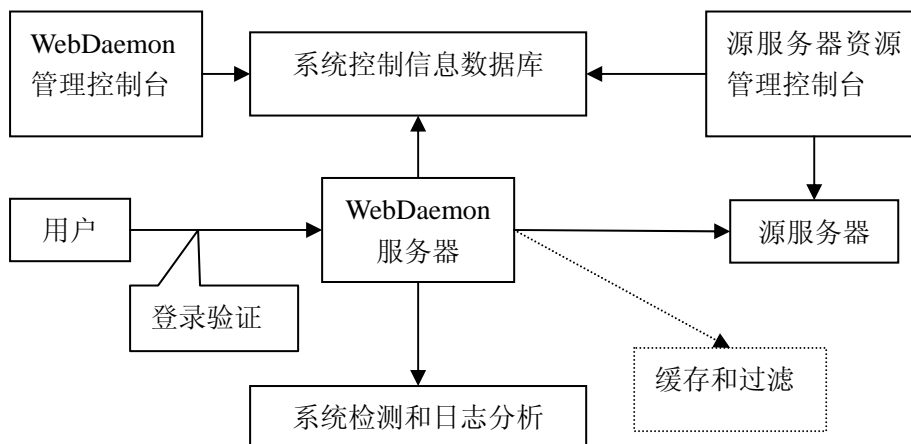 WebDaemon
管理控制台
系统控制信息数据库
源服务器资源
管理控制台
用户
WebDaemon
服务器
源服务器
登录验证
缓存和过滤
系统检测和日志分析